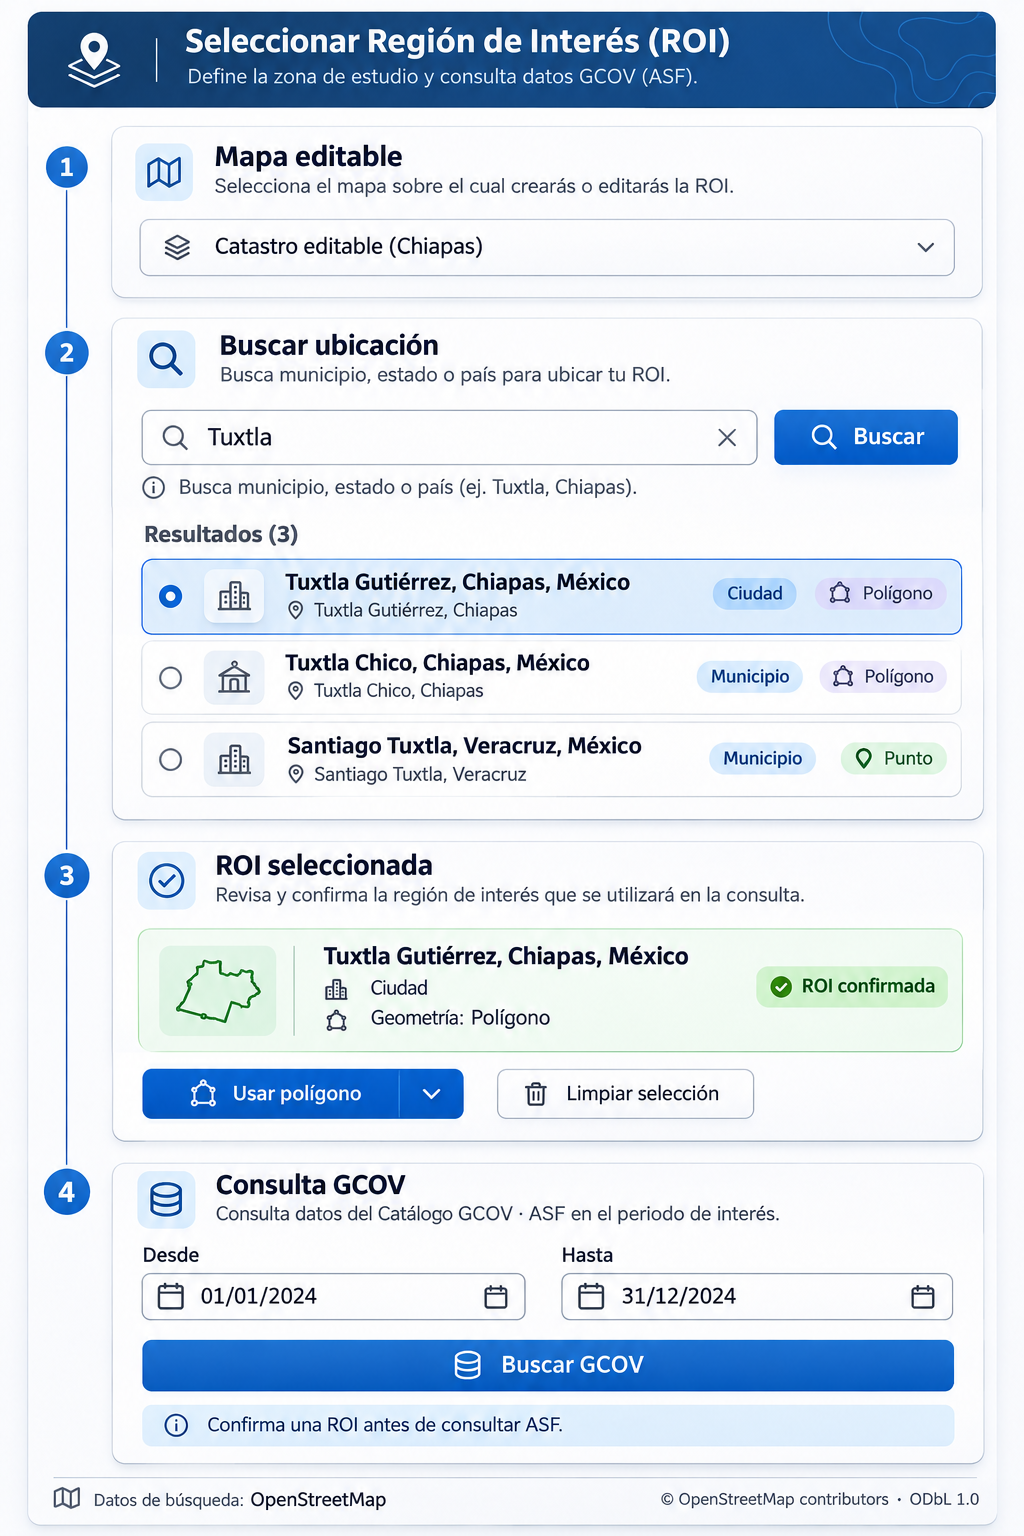 Seleccionar Región de Interés (ROI)
Define la zona de estudio y consulta datos GCOV (ASF).
1
Mapa editable
Selecciona el mapa sobre el cual crearás o editarás la ROI.
Catastro editable (Chiapas)
2
Buscar ubicación
Busca municipio, estado o país para ubicar tu ROI.
Tuxtla
Buscar
Busca municipio, estado o país (ej. Tuxtla, Chiapas).
Resultados (3)
Tuxtla Gutiérrez, Chiapas, México
Tuxtla Gutiérrez, Chiapas
Ciudad
Polígono
Tuxtla Chico, Chiapas, México
Tuxtla Chico, Chiapas
Municipio
Polígono
Santiago Tuxtla, Veracruz, México
Santiago Tuxtla, Veracruz
Municipio
Punto
3
ROI seleccionada
Revisa y confirma la región de interés que se utilizará en la consulta.
Tuxtla Gutiérrez, Chiapas, México
Ciudad
Geometría: Polígono
ROI confirmada
Usar polígono
Limpiar selección
4
Consulta GCOV
Consulta datos del Catálogo GCOV · ASF en el periodo de interés.
Desde
Hasta
01/01/2024
31/12/2024
Buscar GCOV
Confirma una ROI antes de consultar ASF.
Datos de búsqueda: OpenStreetMap
© OpenStreetMap contributors • ODbL 1.0